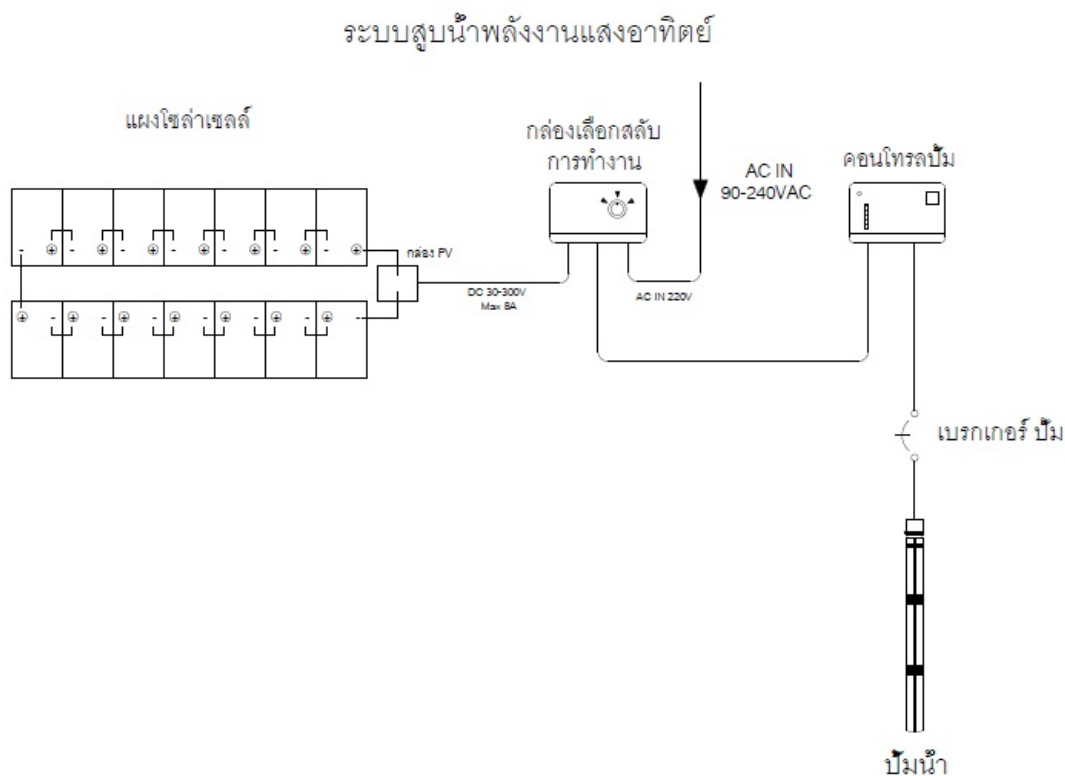 ระบบสูบน้ำพลังงานแสงอาทิตย์
แผงโซล่าเซลล์
กล่องเลือกสลับ
การทำงาน
AC IN
90-240VAC
คอนโทรลปั๊ม
- ⊕ - ⊕ - ⊕ - ⊕ - ⊕ - ⊕ - ⊕
กล่อง PV
DC 30-300V
Max 8A
AC IN 220V
⊕ - ⊕ - ⊕ - ⊕ - ⊕ - ⊕ - ⊕ -
เบรกเกอร์ ปั๊ม
ปั๊มน้ำ